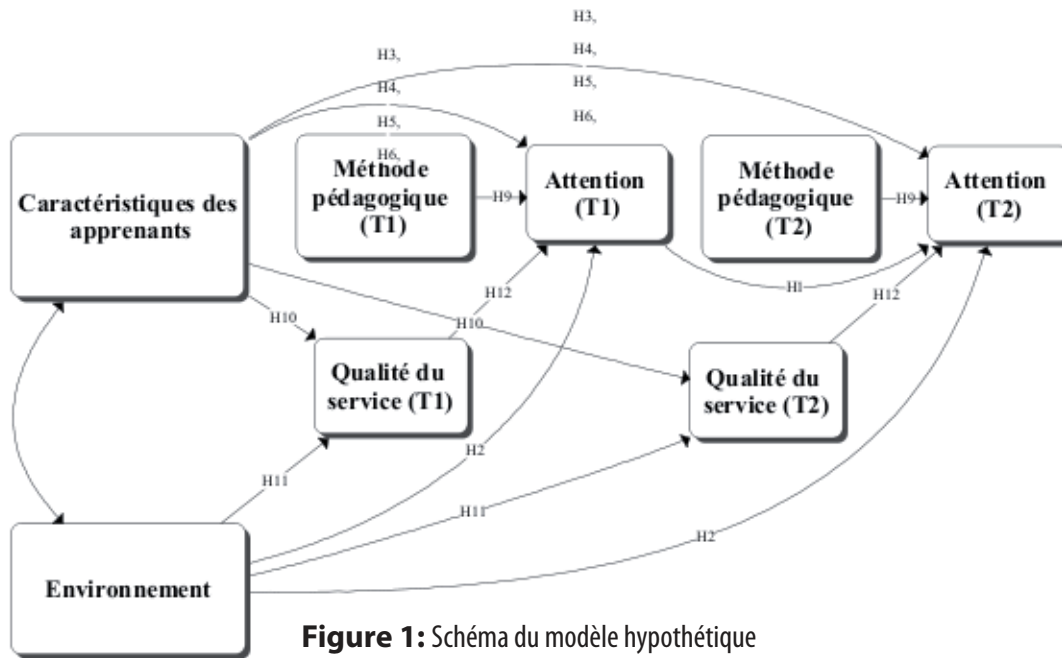 H3,
H4,
H5,
H6,
H3,
H4,
H5,
H6,
Caractéristiques des
apprenants
Méthode
pédagogique
(T1)
H9
Attention
(T1)
Méthode
pédagogique
(T2)
H9
Attention
(T2)
H1
H12
H12
H10
H10
Qualité du
service (T1)
Qualité du
service (T2)
H2
H11
H11
H2
Environnement
Figure 1: Schéma du modèle hypothétique